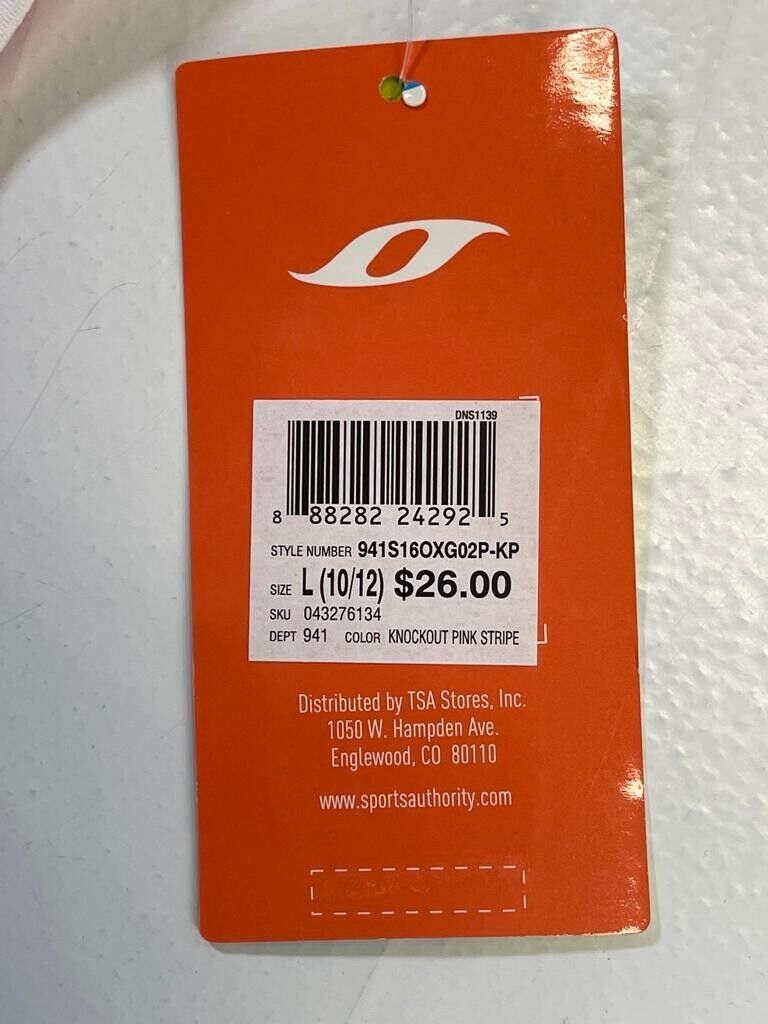 DNS1139
8 88282 24292 5
STYLE NUMBER 941S16OXG02P-KP
SIZE L (10/12) $26.00
SKU 043276134
DEPT 941 COLOR KNOCKOUT PINK STRIPE
Distributed by TSA Stores, Inc.
1050 W. Hampden Ave.
Englewood, CO 80110
www.sportsauthority.com